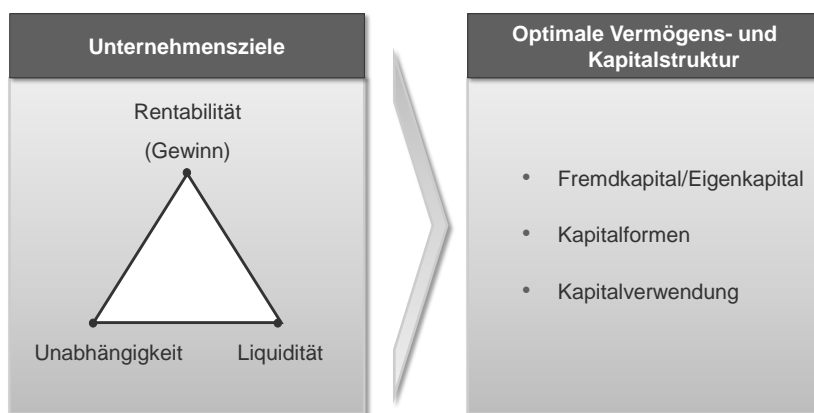 Unternehmensziele
Rentabilität
(Gewinn)
Unabhängigkeit
Liquidität
Optimale Vermögens- und
Kapitalstruktur
• Fremdkapital/Eigenkapital
• Kapitalformen
• Kapitalverwendung